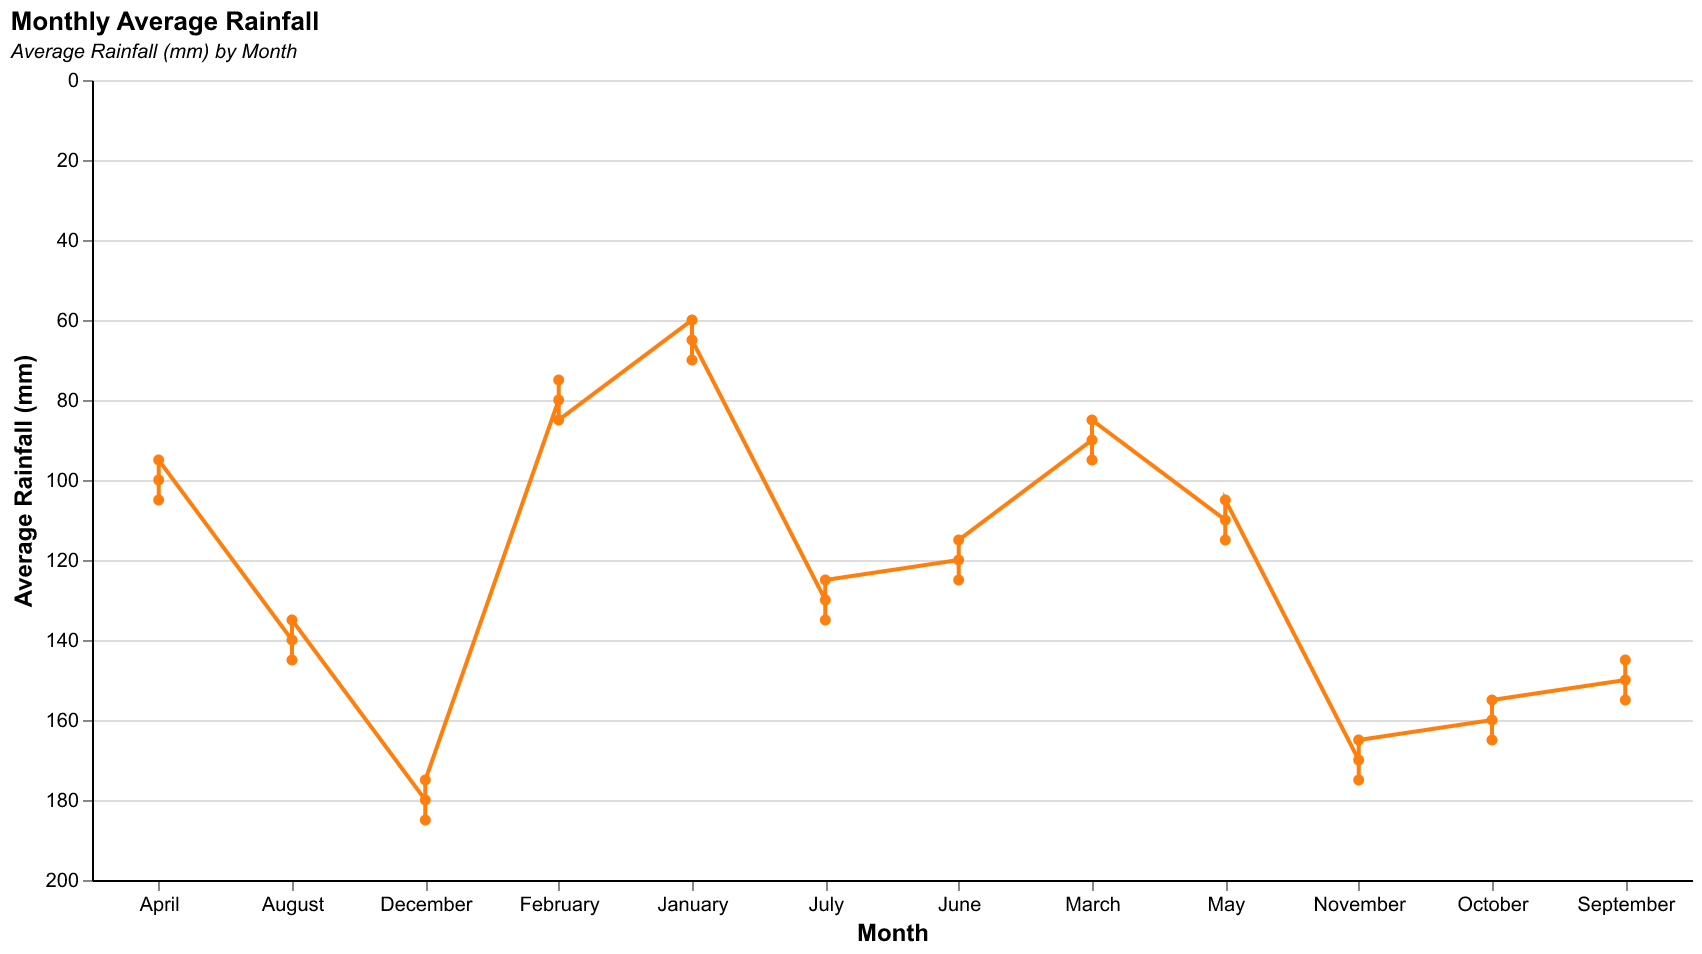 Monthly Average Rainfall
Average Rainfall (mm) by Month
0
20
40
60
80
100
120
140
160
180
200
Average Rainfall (mm)
April August December February January July June March May November October September
Month